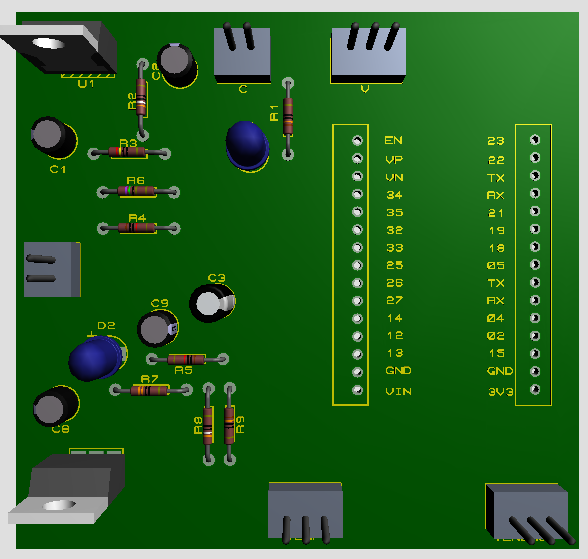 U1
C2
C
V
R2
R1
R3
C1
R6
R4
EN
VP
VN
34
35
32
33
25
26
27
14
12
13
GND
VIN
23
22
TX
RX
21
19
18
05
TX
RX
04
02
15
GND
3V3
C3
C9
D2
R5
R7
C8
R8
R9